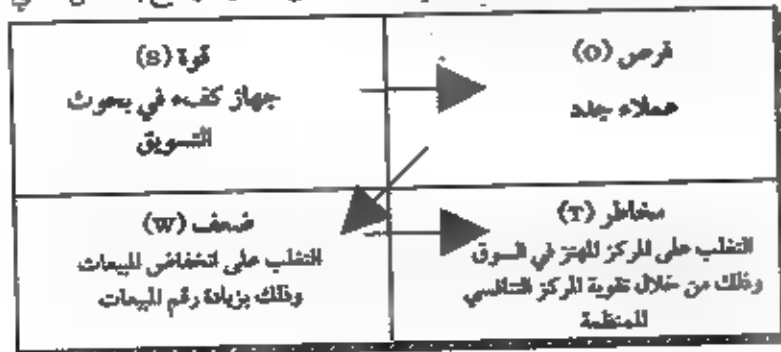 قوة (S)
جهاز كفء في بحوث
التسويق
فرص (O)
عملاء جدد
ضعف (W)
التغلب على انخفاض المبيعات
وذلك بزيادة رقم المبيعات
مخاطر (T)
التغلب على المركز المهتز في السوق
وذلك من خلال تقوية المركز التنافسي
للمنظمة